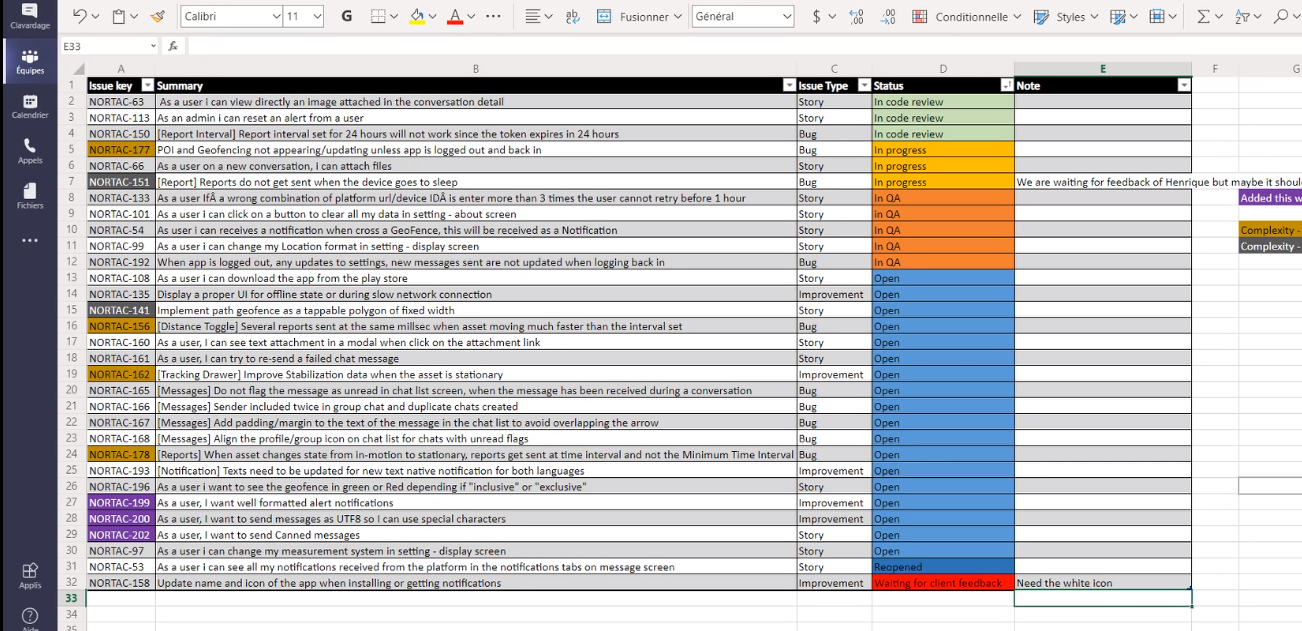 Clavardage
Équipes
Calendrier
Appels
Fichiers
Applis
Aide
Calibri 11 G A Fusionner Général $ Conditionnelle Styles
E33 fx
A B C D E F G
1 Issue key Summary Issue Type Status Note
2 NORTAC-63 As a user i can view directly an image attached in the conversation detail Story In code review
3 NORTAC-113 As an admin i can reset an alert from a user Story In code review
4 NORTAC-150 [Report Interval] Report interval set for 24 hours will not work since the token expires in 24 hours Bug In code review
5 NORTAC-177 POI and Geofencing not appearing/updating unless app is logged out and back in Bug In progress
6 NORTAC-66 As a user on a new conversation, i can attach files Story In progress
7 NORTAC-151 [Report] Reports do not get sent when the device goes to sleep Bug In progress We are waiting for feedback of Henrique but maybe it shoul
8 NORTAC-133 As a user IfÂ a wrong combination of platform url/device IDÂ is enter more than 3 times the user cannot retry before 1 hour Story In QA Added this w
9 NORTAC-101 As a user i can click on a button to clear all my data in setting - about screen Story in QA
10 NORTAC-54 As user i can receives a notification when cross a GeoFence, this will be received as a Notification Story In QA Complexity -
11 NORTAC-99 As a user i can change my Location format in setting - display screen Story In QA Complexity -
12 NORTAC-192 When app is logged out, any updates to settings, new messages sent are not updated when logging back in Bug In QA
13 NORTAC-108 As a user i can download the app from the play store Story Open
14 NORTAC-135 Display a proper UI for offline state or during slow network connection Improvement Open
15 NORTAC-141 Implement path geofence as a tappable polygon of fixed width Story Open
16 NORTAC-156 [Distance Toggle] Several reports sent at the same millsec when asset moving much faster than the interval set Bug Open
17 NORTAC-160 As a user, I can see text attachment in a modal when click on the attachment link Story Open
18 NORTAC-161 As a user, I can try to re-send a failed chat message Story Open
19 NORTAC-162 [Tracking Drawer] Improve Stabilization data when the asset is stationary Improvement Open
20 NORTAC-165 [Messages] Do not flag the message as unread in chat list screen, when the message has been received during a conversation Bug Open
21 NORTAC-166 [Messages] Sender included twice in group chat and duplicate chats created Bug Open
22 NORTAC-167 [Messages] Add padding/margin to the text of the message in the chat list to avoid overlapping the arrow Bug Open
23 NORTAC-168 [Messages] Align the profile/group icon on chat list for chats with unread flags Bug Open
24 NORTAC-178 [Reports] When asset changes state from in-motion to stationary, reports get sent at time interval and not the Minimum Time Interval Bug Open
25 NORTAC-193 [Notification] Texts need to be updated for new text native notification for both languages Improvement Open
26 NORTAC-196 As a user i want to see the geofence in green or Red depending if "inclusive" or "exclusive" Story Open
27 NORTAC-199 As a user, I want well formatted alert notifications Improvement Open
28 NORTAC-200 As a user, I want to send messages as UTF8 so I can use special characters Improvement Open
29 NORTAC-202 As a user, I want to send Canned messages Story Open
30 NORTAC-97 As a user i can change my measurement system in setting - display screen Story Open
31 NORTAC-53 As a user i can see all my notifications received from the platform in the notifications tabs on message screen Story Reopened
32 NORTAC-158 Update name and icon of the app when installing or getting notifications Improvement Waiting for client feedback Need the white icon
33
34
35